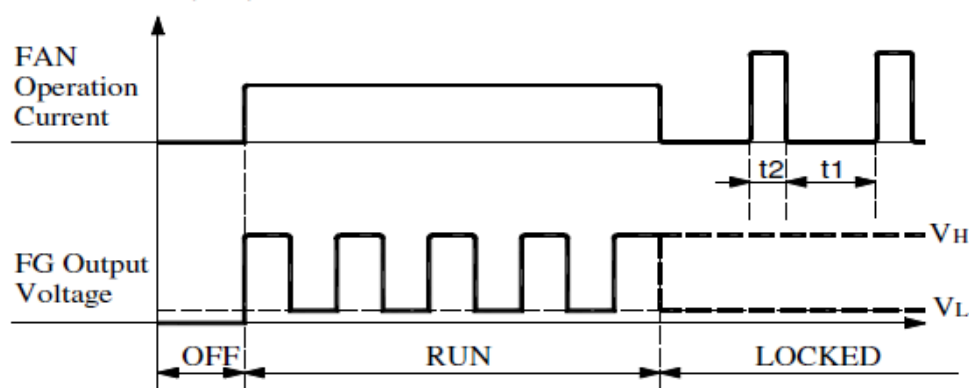 FAN
Operation
Current
t2 t1
FG Output
Voltage
VH
VL
OFF RUN LOCKED